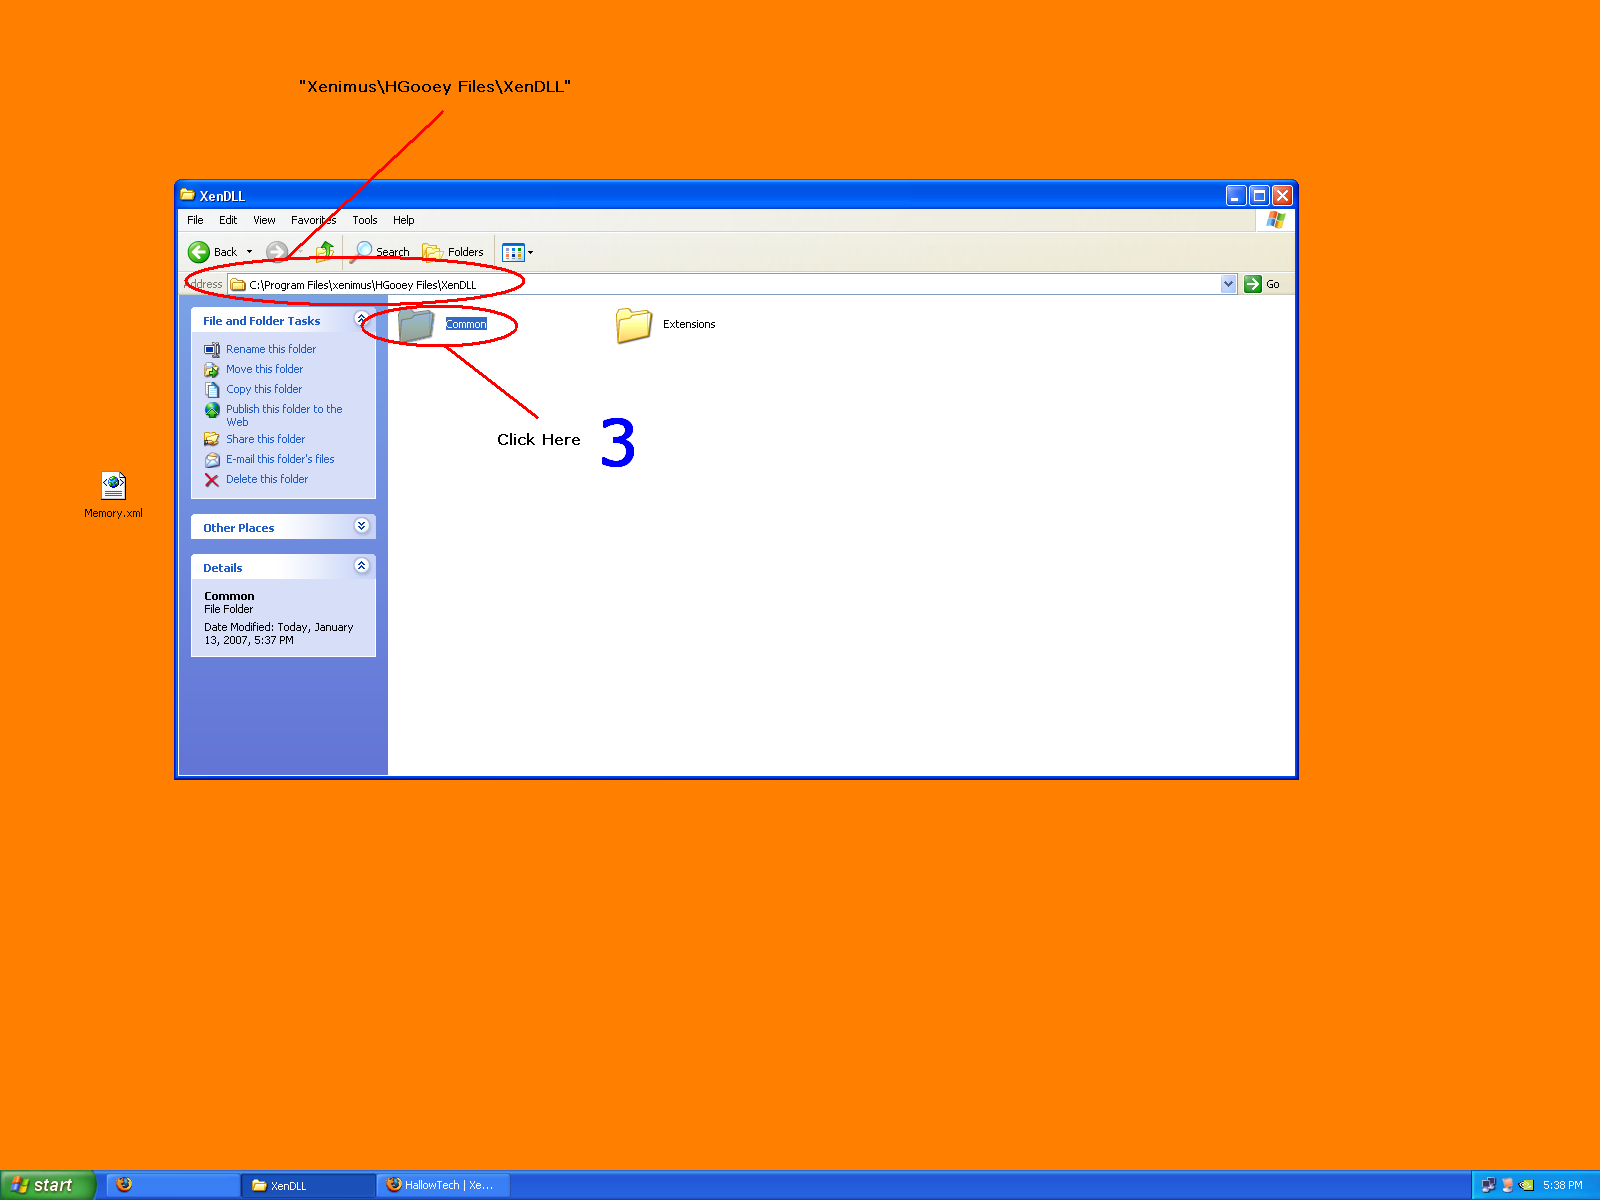 "Xenimus\HGooey Files\XenDLL"
XenDLL
File Edit View Favorites Tools Help
Back Search Folders
Address C:\Program Files\xenimus\HGooey Files\XenDLL Go
File and Folder Tasks
Rename this folder
Move this folder
Copy this folder
Publish this folder to the
Web
Share this folder
E-mail this folder's files
Delete this folder
Other Places
Details
Common
File Folder
Date Modified: Today, January
13, 2007, 5:37 PM
Common Extensions
Click Here 3
Memory.xml
start XenDLL HallowTech | Xe... 5:38 PM